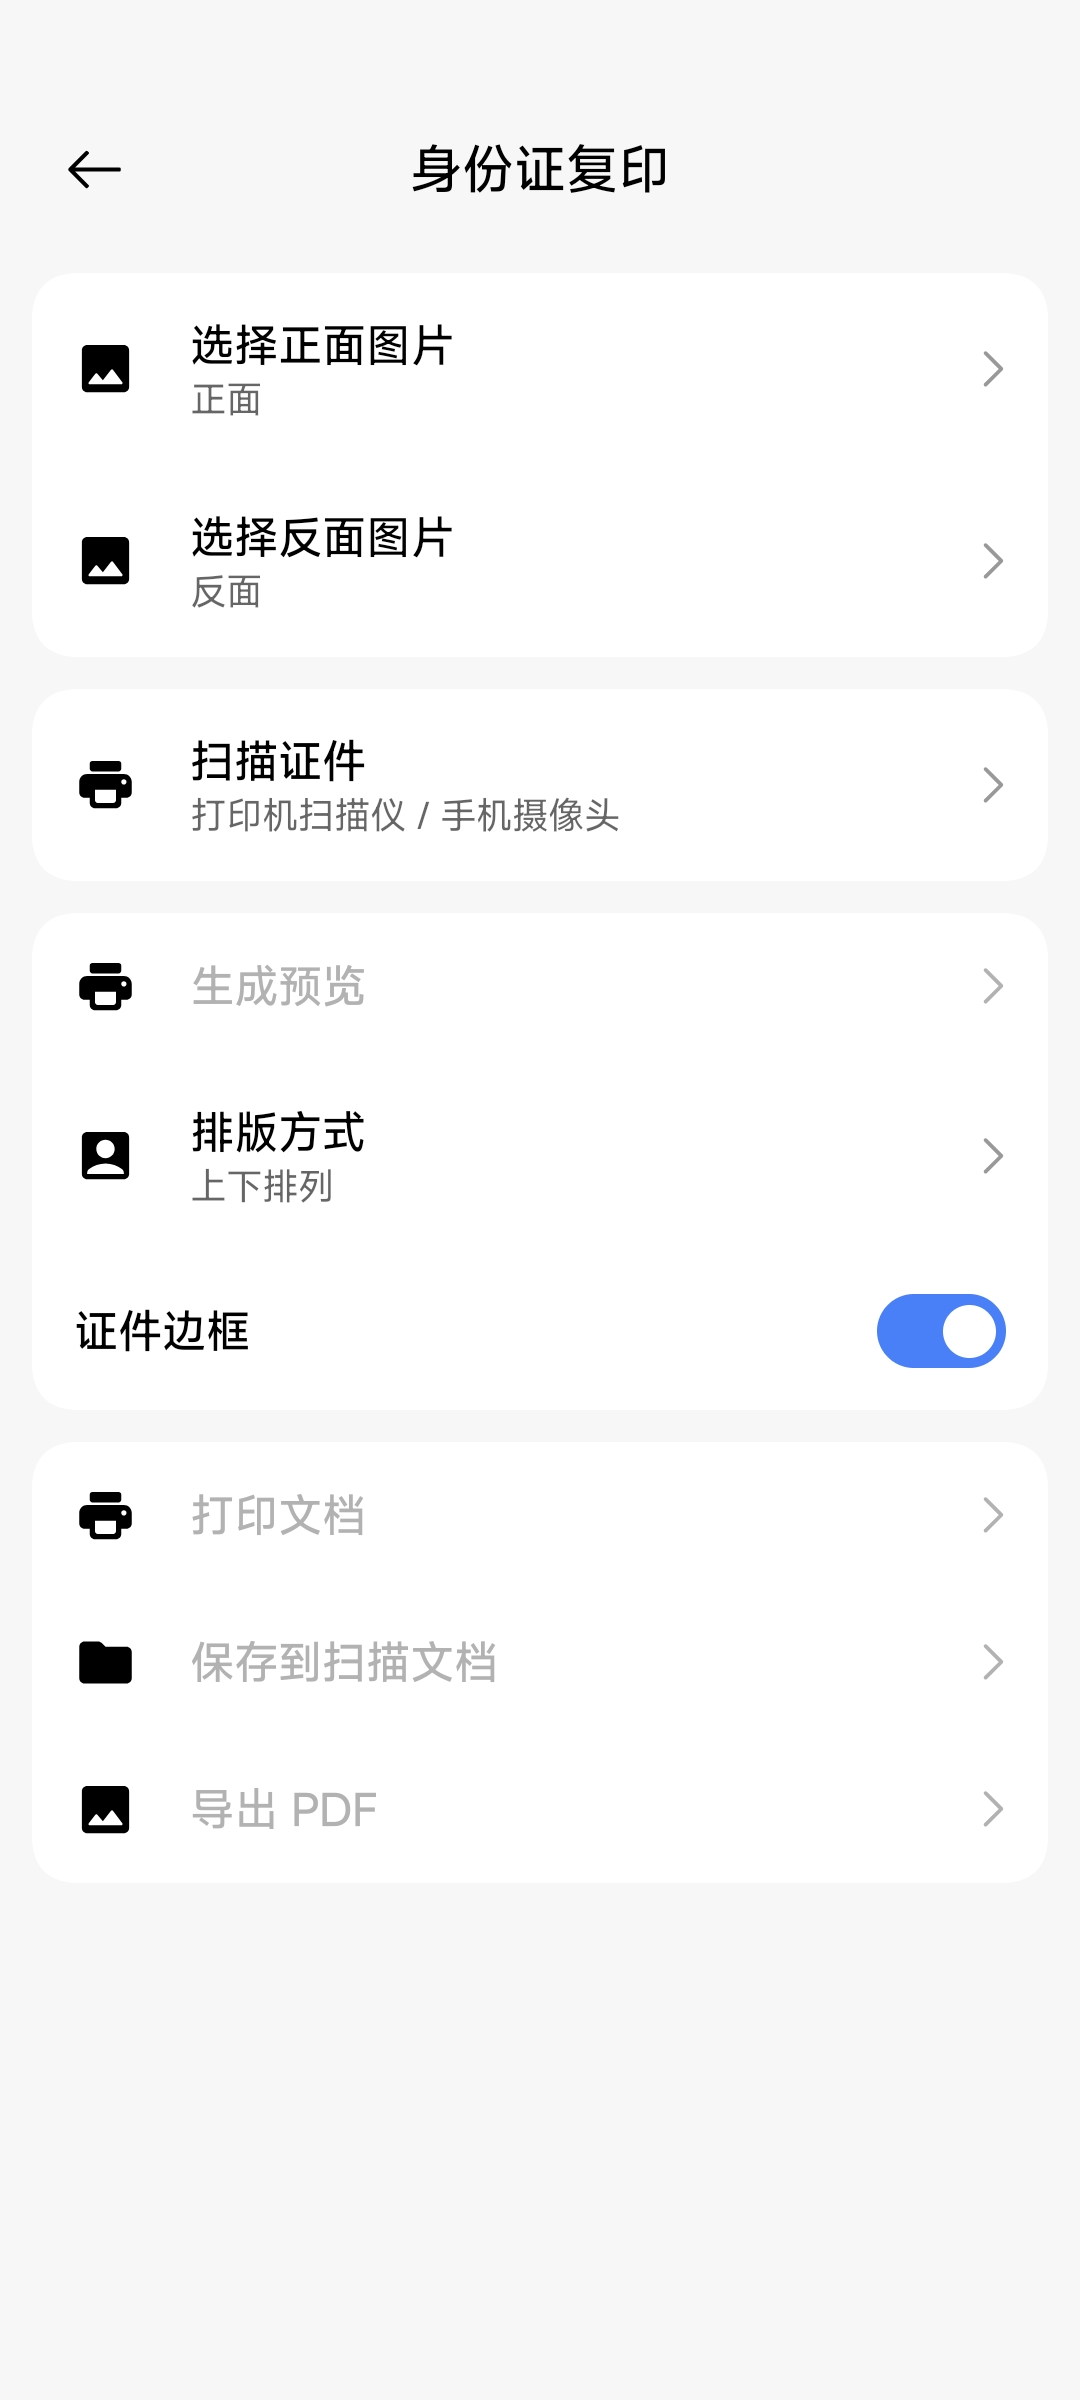 身份证复印
选择正面图片
正面
选择反面图片
反面
扫描证件
打印机扫描仪 / 手机摄像头
生成预览
排版方式
上下排列
证件边框
打印文档
保存到扫描文档
导出 PDF